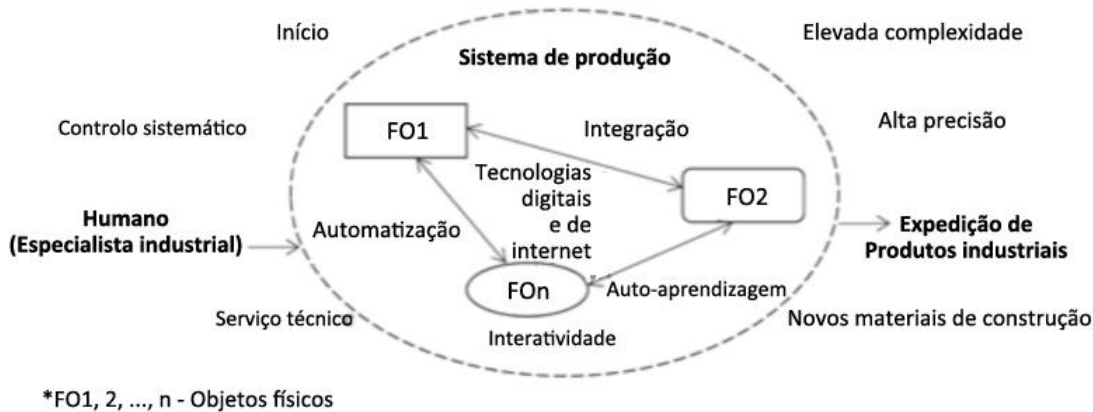 Início
Elevada complexidade
Sistema de produção
Controlo sistemático
FO1
Integração
Alta precisão
Tecnologias
digitais
e de
internet
FO2
Humano
(Especialista industrial)
Automatização
Expedição de
Produtos industriais
FOn
Auto-aprendizagem
Serviço técnico
Interatividade
Novos materiais de construção
*FO1, 2, ..., n - Objetos físicos